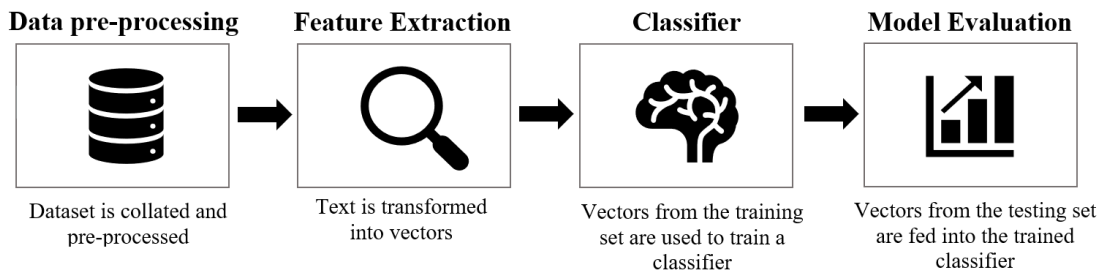 Data pre-processing
Feature Extraction
Classifier
Model Evaluation
Dataset is collated and
pre-processed
Text is transformed
into vectors
Vectors from the training
set are used to train a
classifier
Vectors from the testing set
are fed into the trained
classifier